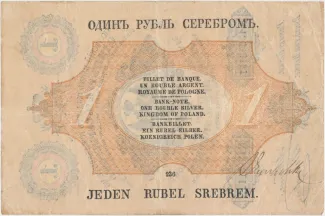 ОДИНЪ РУБЛЬ СЕРЕБРОМЪ.
1
BILLET DE BANQUE.
UN ROUBLE ARGENT.
ROYAUME DE POLOGNE.
BANK-NOTE.
ONE ROUBLE SILVER.
KINGDOM OF POLAND.
BANKBILLET.
EIN RUBEL SILBER.
KOENIGREICH POLEN.
JEDEN RUBEL SREBREM.